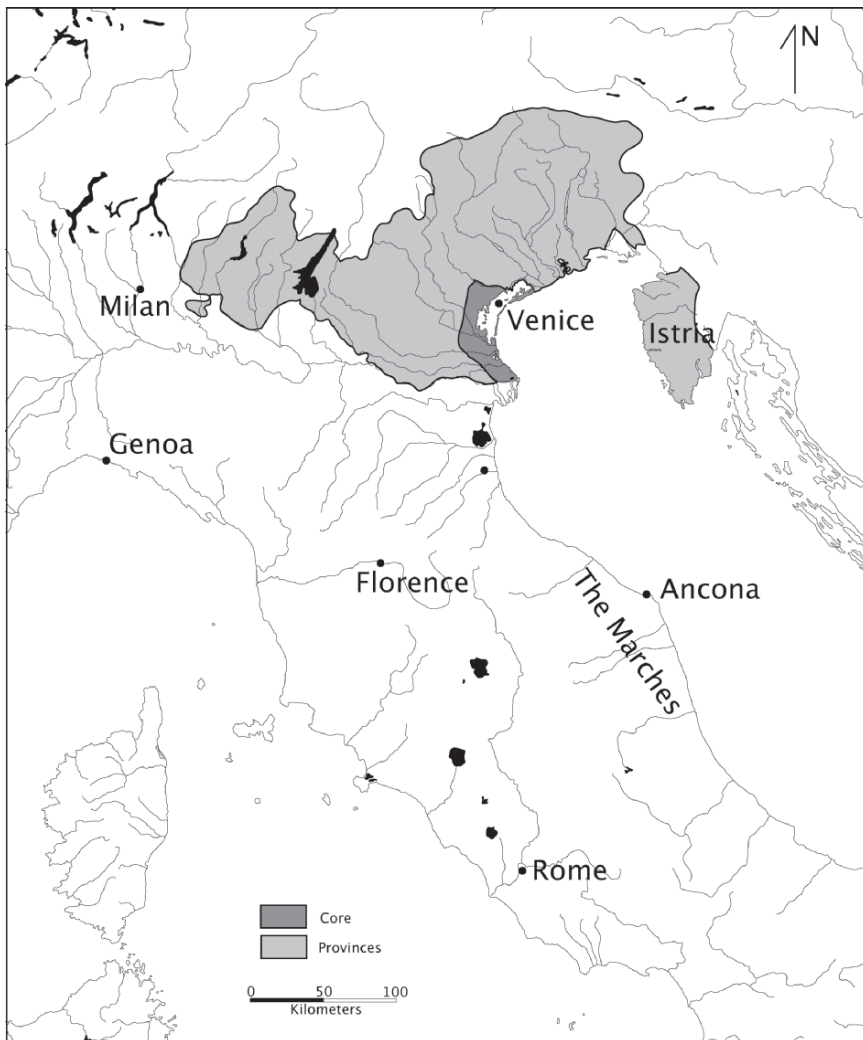 N
Milan
Venice
Istria
Genoa
Florence
Ancona
The Marches
Rome
Core
Provinces
0 50 100
Kilometers